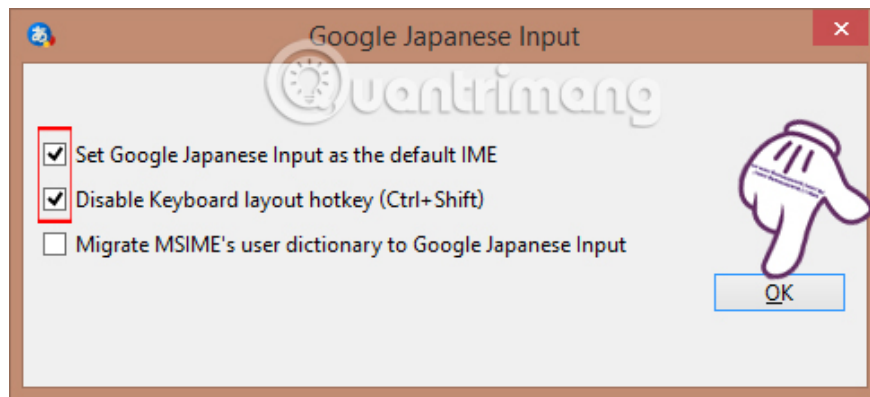 Google Japanese Input
Quantrimang
Set Google Japanese Input as the default IME
Disable Keyboard layout hotkey (Ctrl+Shift)
Migrate MSIME's user dictionary to Google Japanese Input
OK